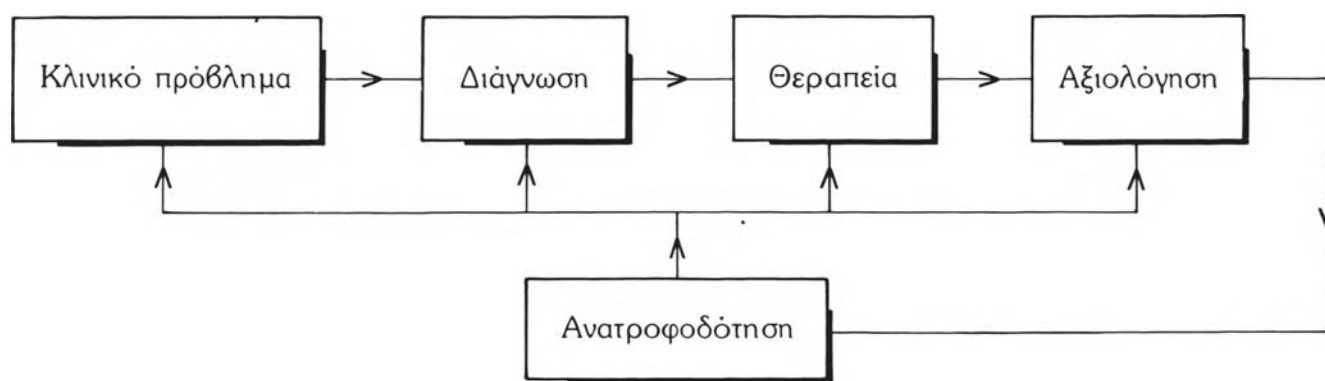 Κλινικό πρόβλημα
Διάγνωση
Θεραπεία
Αξιολόγηση
Ανατροφοδότηση